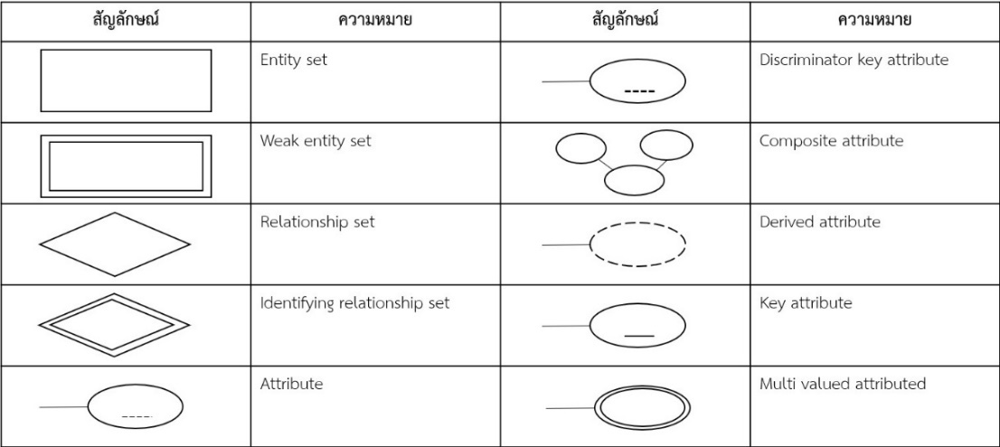 สัญลักษณ์ ความหมาย สัญลักษณ์ ความหมาย
Entity set Discriminator key attribute
Weak entity set Composite attribute
Relationship set Derived attribute
Identifying relationship set Key attribute
Attribute Multi valued attributed